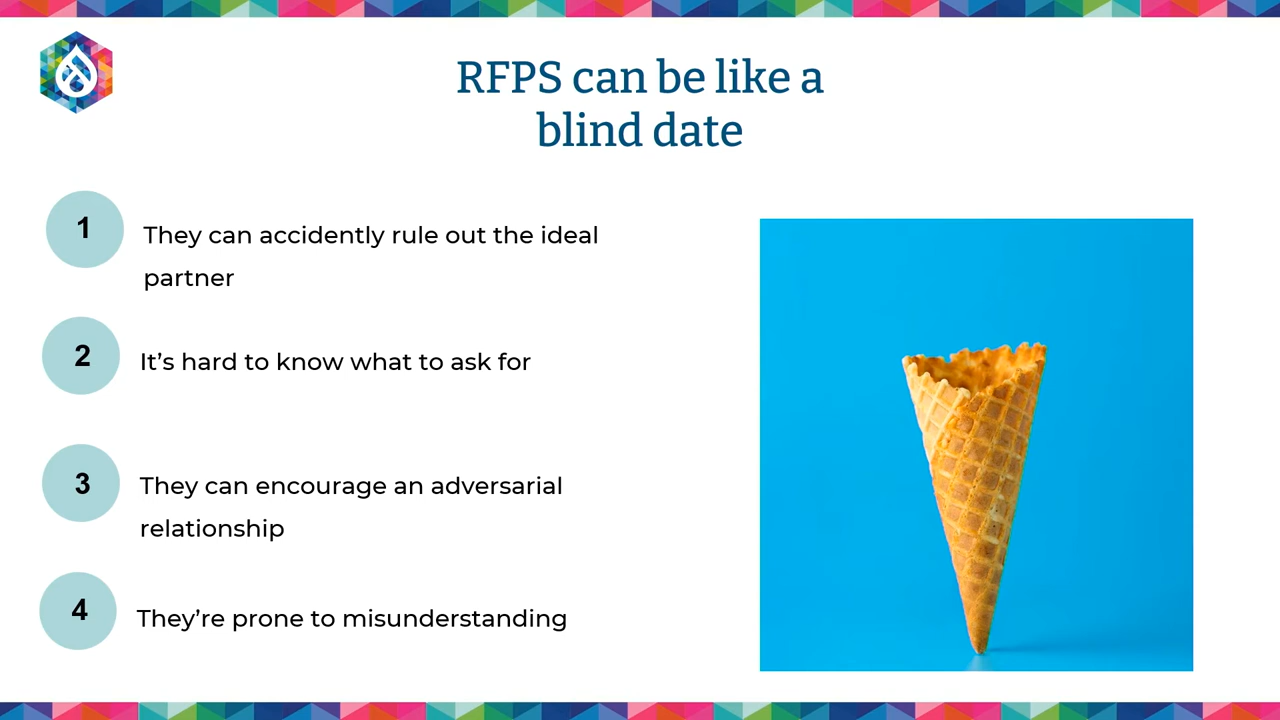 RFPS can be like a
blind date
1
They can accidently rule out the ideal
partner
2
It’s hard to know what to ask for
3
They can encourage an adversarial
relationship
4
They’re prone to misunderstanding